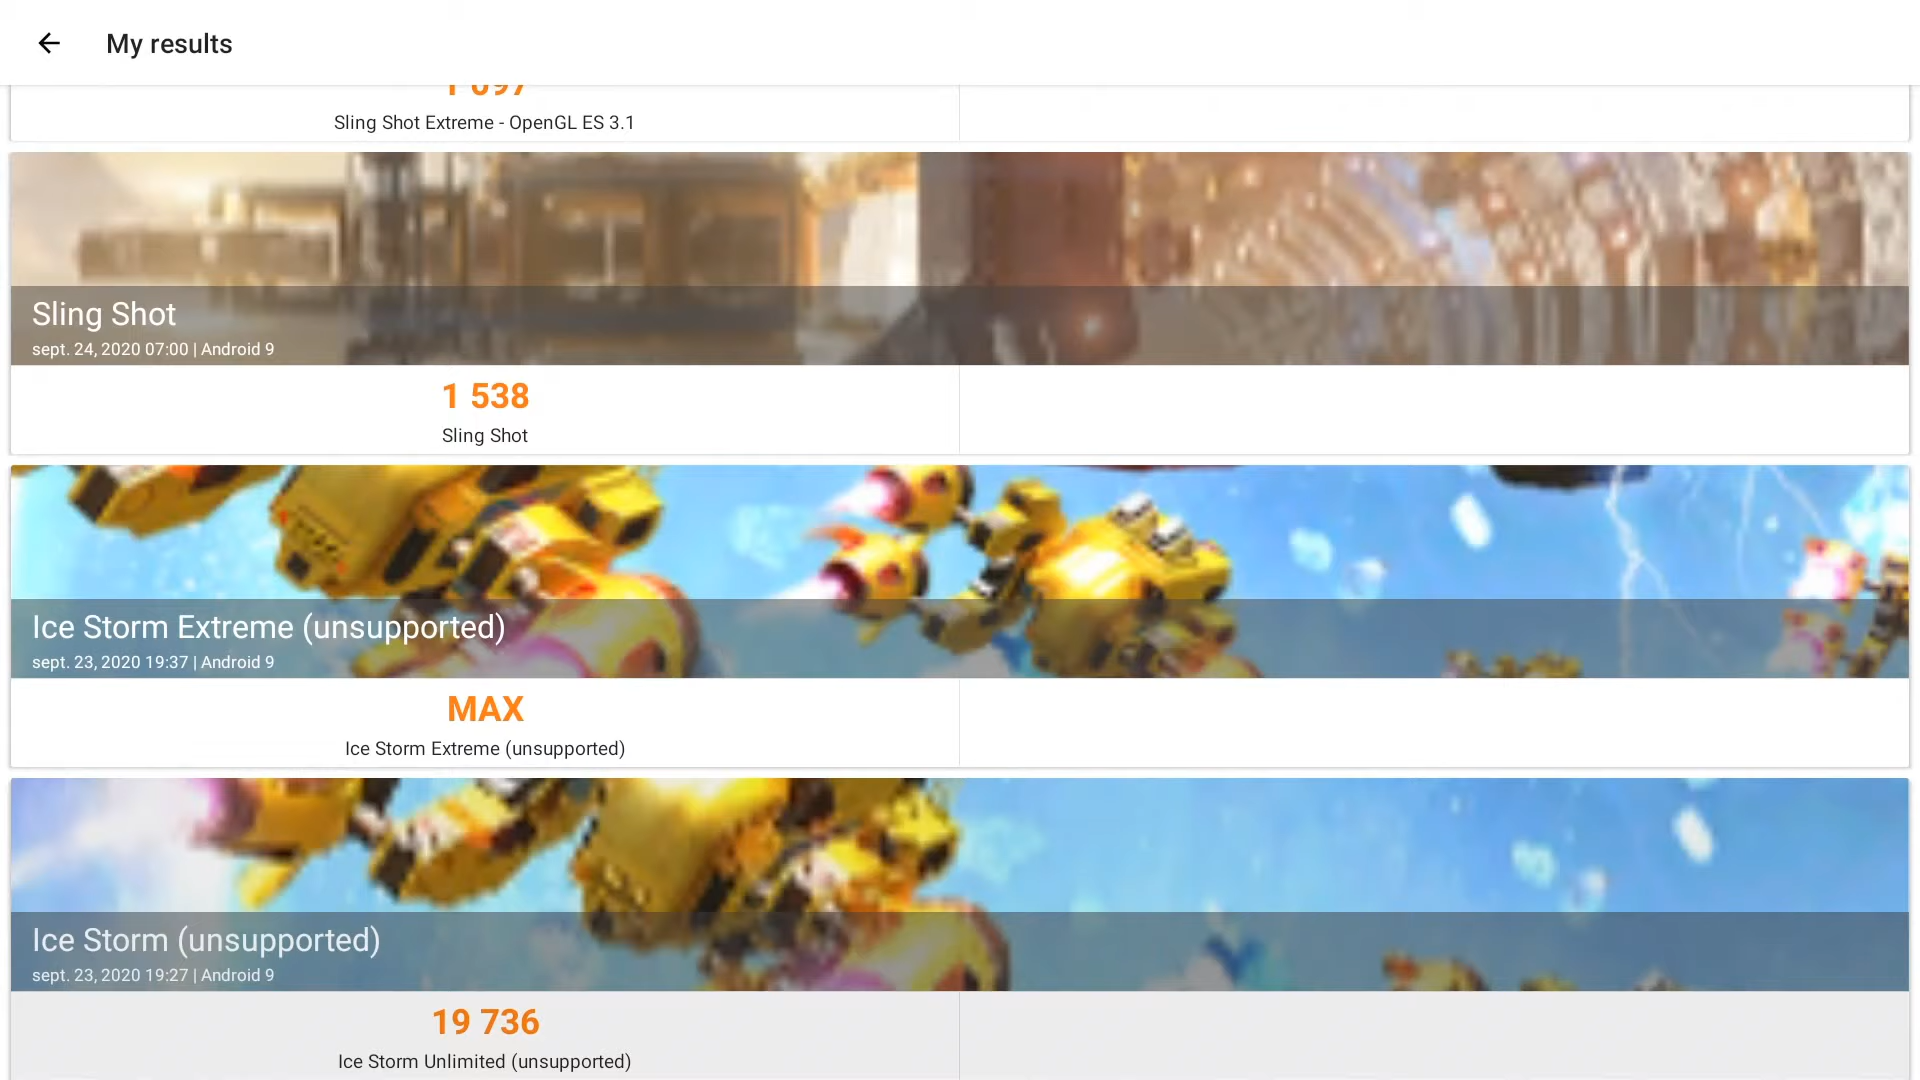 My results
Sling Shot Extreme - OpenGL ES 3.1
Sling Shot
sept. 24, 2020 07:00 | Android 9
1 538
Sling Shot
Ice Storm Extreme (unsupported)
sept. 23, 2020 19:37 | Android 9
MAX
Ice Storm Extreme (unsupported)
Ice Storm (unsupported)
sept. 23, 2020 19:27 | Android 9
19 736
Ice Storm Unlimited (unsupported)